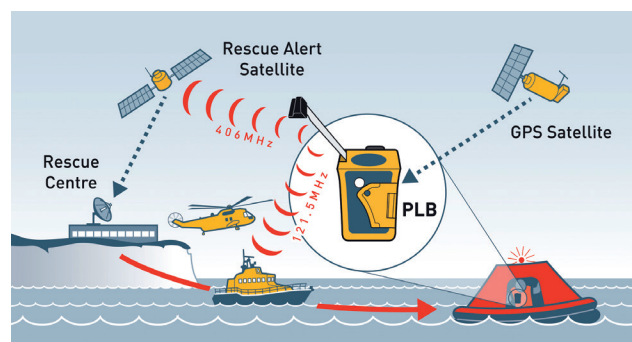 Rescue Alert
Satellite
406MHz
GPS Satellite
Rescue
Centre
PLB
121.5MHz